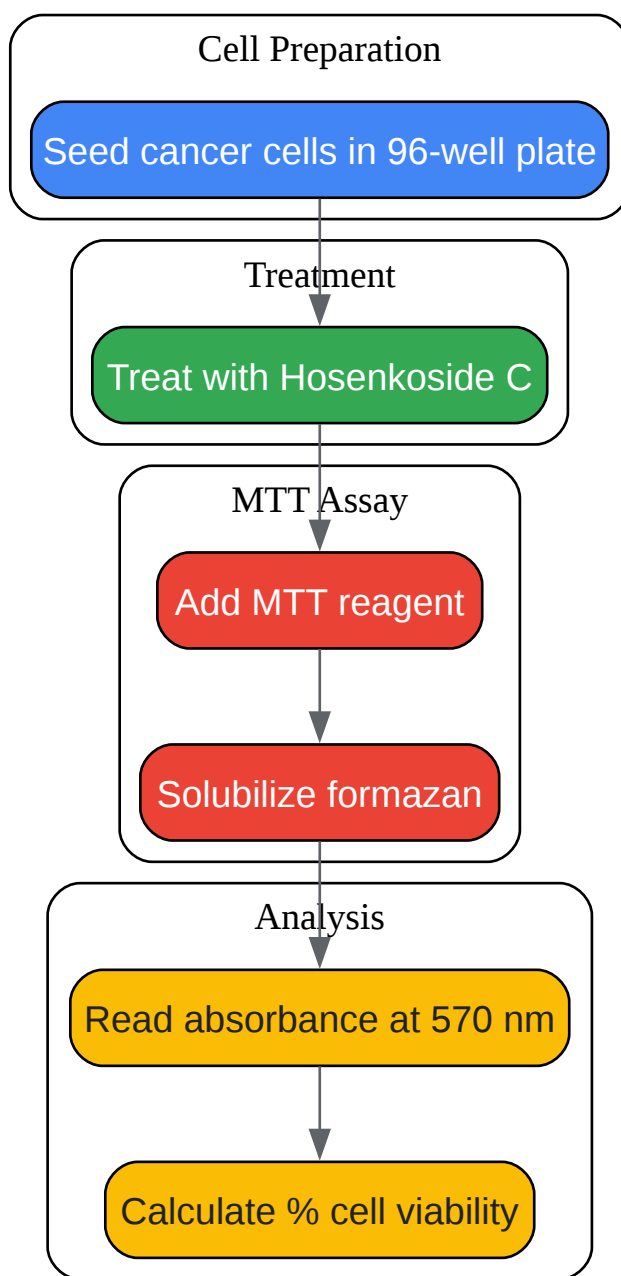 Cell Preparation
Seed cancer cells in 96-well plate
Treatment
Treat with Hosenkoside C
MTT Assay
Add MTT reagent
Solubilize formazan
Analysis
Read absorbance at 570 nm
Calculate % cell viability